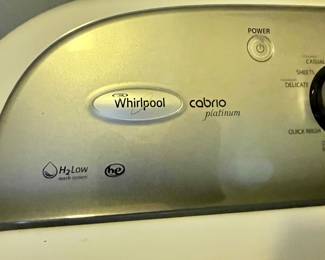 POWER
CASUAL
SHEETS
DELICATE
Whirlpool
cabrio
platinum
QUICK WASH
H2Low
wash system
he